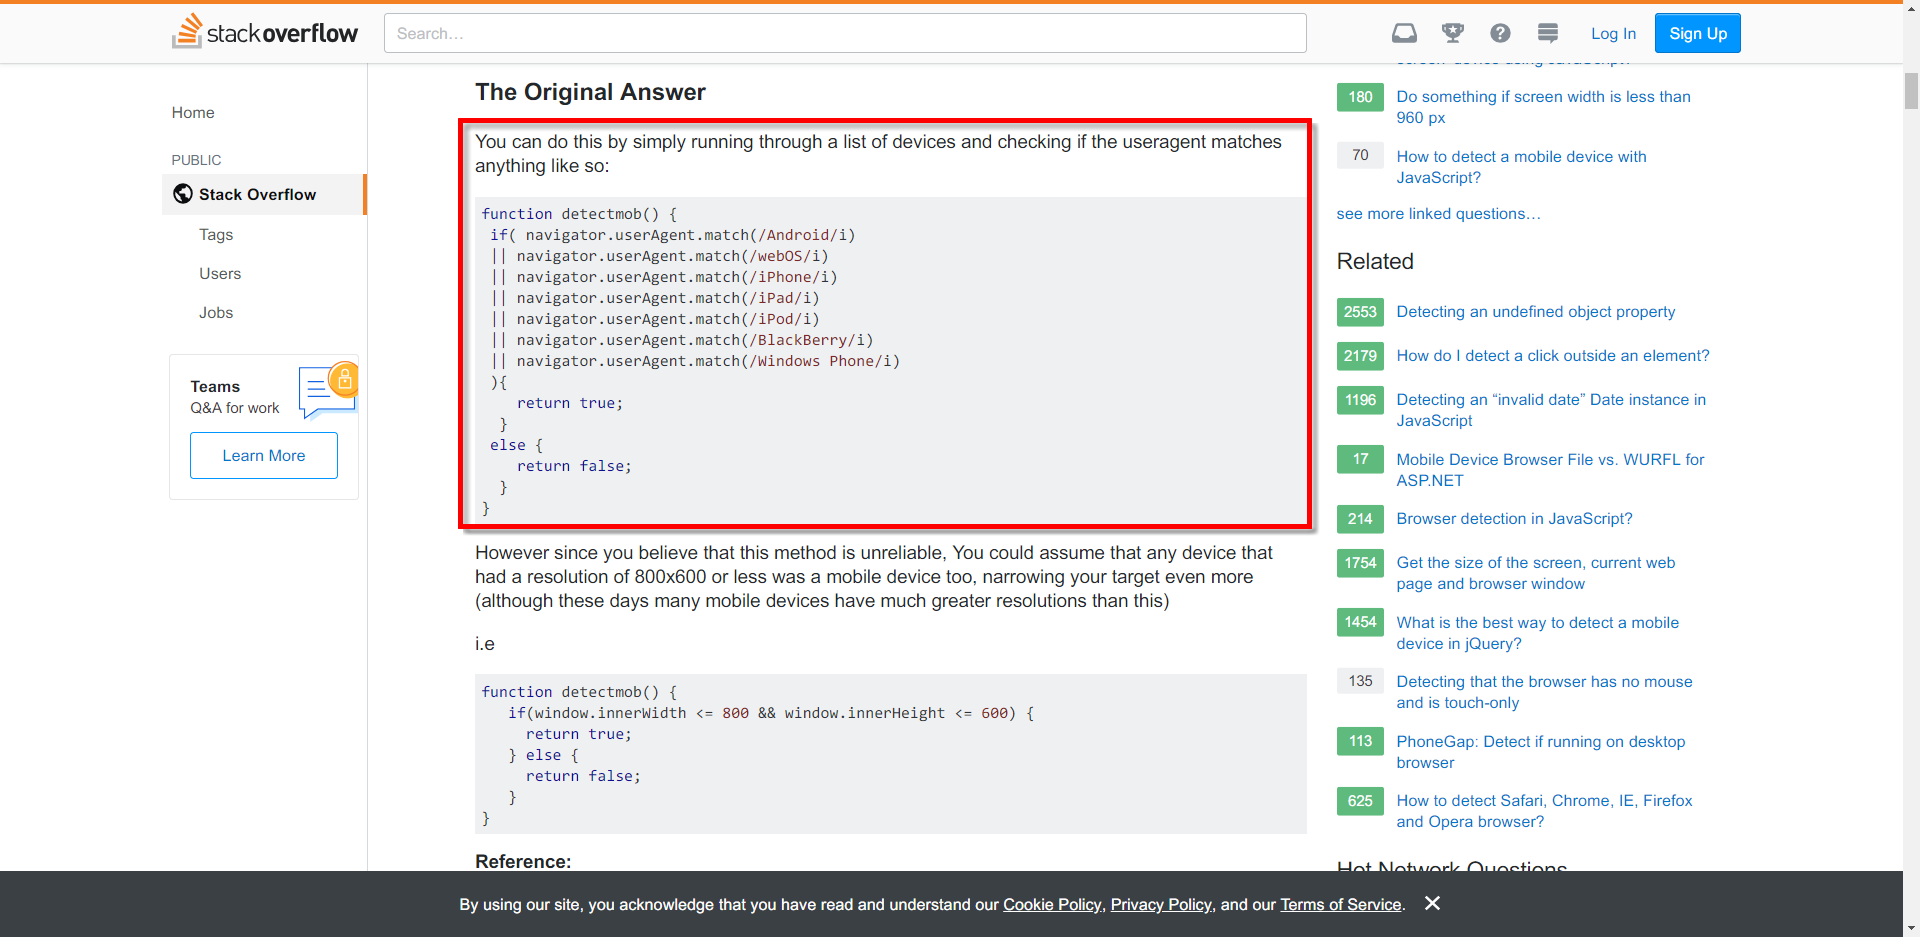 stackoverflow
Search…
Log In
Sign Up
Home
PUBLIC
Stack Overflow
Tags
Users
Jobs
Teams
Q&A for work
Learn More
The Original Answer
You can do this by simply running through a list of devices and checking if the useragent matches
anything like so:
function detectmob() {
 if( navigator.userAgent.match(/Android/i)
 || navigator.userAgent.match(/webOS/i)
 || navigator.userAgent.match(/iPhone/i)
 || navigator.userAgent.match(/iPad/i)
 || navigator.userAgent.match(/iPod/i)
 || navigator.userAgent.match(/BlackBerry/i)
 || navigator.userAgent.match(/Windows Phone/i)
 ){
    return true;
  }
 else {
    return false;
  }
}
However since you believe that this method is unreliable, You could assume that any device that
had a resolution of 800x600 or less was a mobile device too, narrowing your target even more
(although these days many mobile devices have much greater resolutions than this)
i.e
function detectmob() {
   if(window.innerWidth <= 800 && window.innerHeight <= 600) {
     return true;
   } else {
     return false;
   }
}
Reference:
screen" device using JavaScript?
180 Do something if screen width is less than
960 px
70 How to detect a mobile device with
JavaScript?
see more linked questions…
Related
2553 Detecting an undefined object property
2179 How do I detect a click outside an element?
1196 Detecting an “invalid date” Date instance in
JavaScript
17 Mobile Device Browser File vs. WURFL for
ASP.NET
214 Browser detection in JavaScript?
1754 Get the size of the screen, current web
page and browser window
1454 What is the best way to detect a mobile
device in jQuery?
135 Detecting that the browser has no mouse
and is touch-only
113 PhoneGap: Detect if running on desktop
browser
625 How to detect Safari, Chrome, IE, Firefox
and Opera browser?
Hot Network Questions
By using our site, you acknowledge that you have read and understand our Cookie Policy, Privacy Policy, and our Terms of Service.